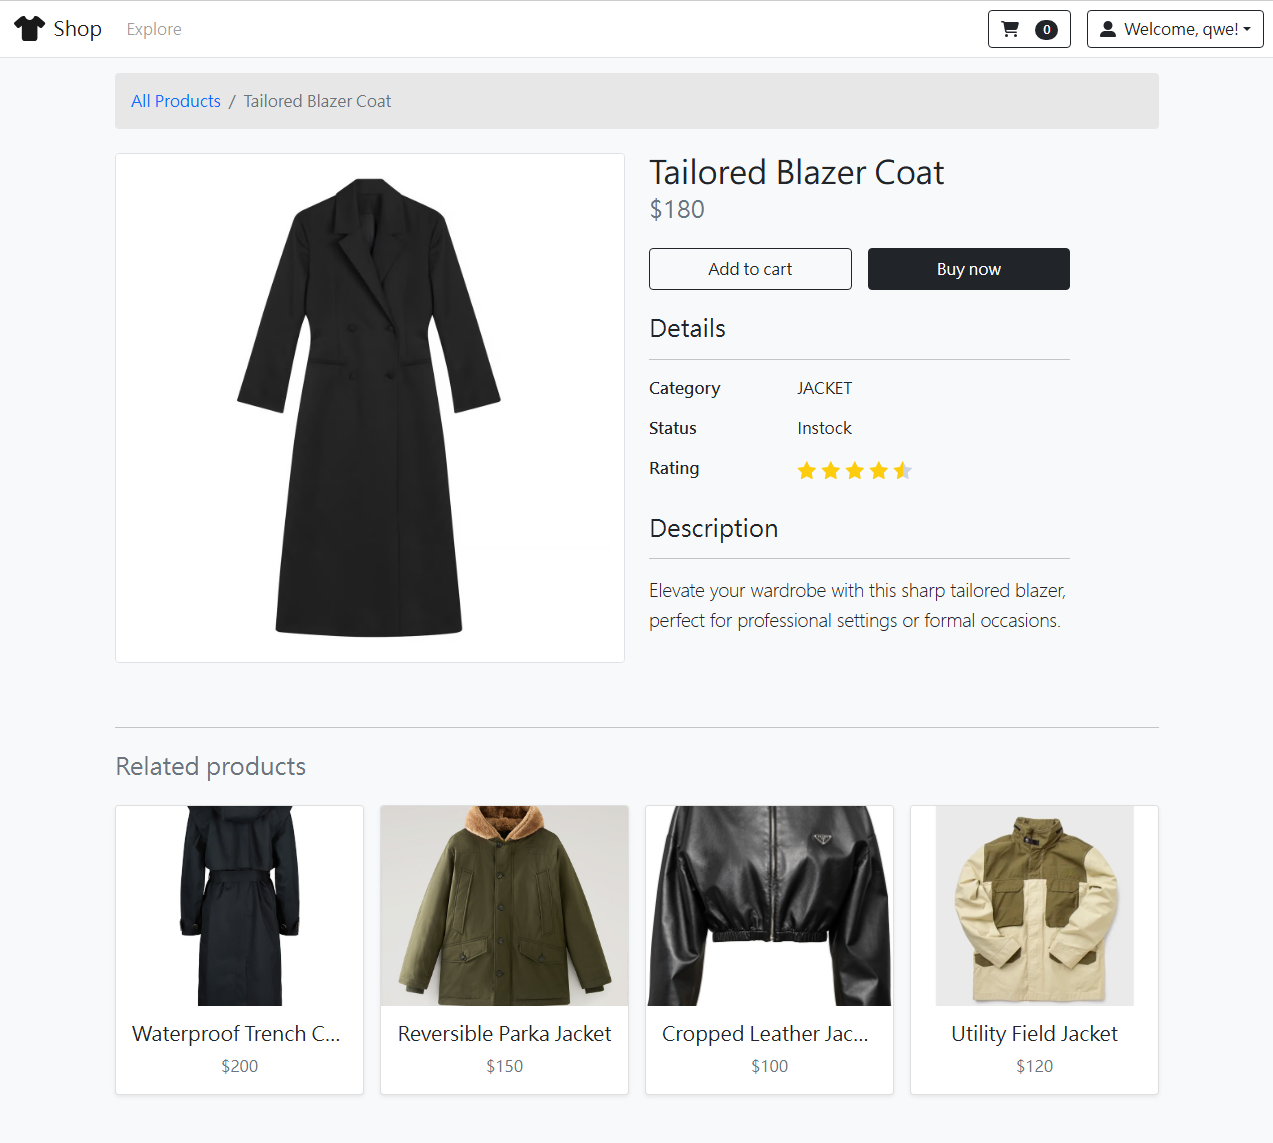 Shop
Explore
0
Welcome, qwe!
All Products / Tailored Blazer Coat
Tailored Blazer Coat
$180
Add to cart
Buy now
Details
Category JACKET
Status Instock
Rating
Description
Elevate your wardrobe with this sharp tailored blazer,
perfect for professional settings or formal occasions.
Related products
Waterproof Trench C...
$200
Reversible Parka Jacket
$150
Cropped Leather Jac...
$100
Utility Field Jacket
$120